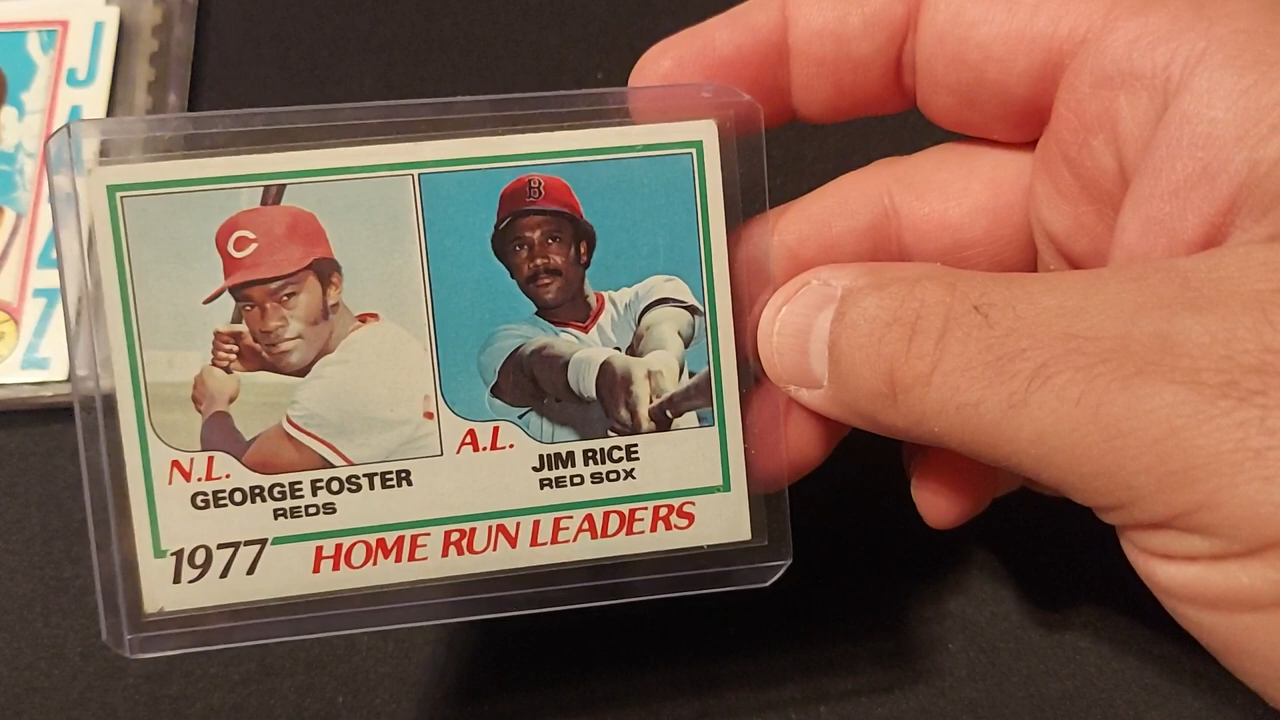 J
A
Z
Z
C
B
N.L.
GEORGE FOSTER
REDS
A.L.
JIM RICE
RED SOX
1977 HOME RUN LEADERS